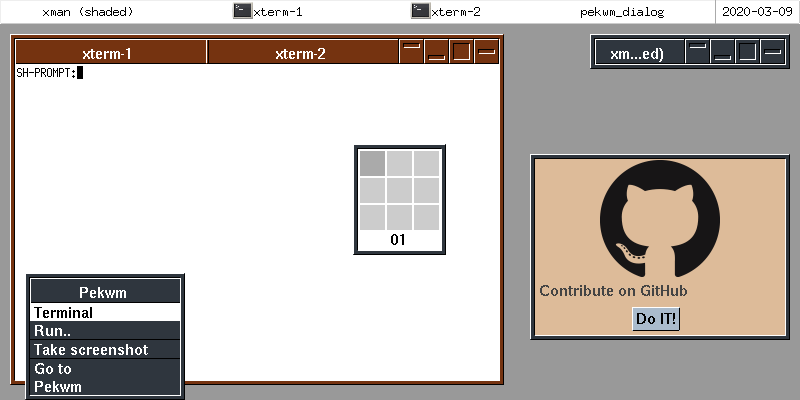 xman (shaded) xterm-1 xterm-2 pekwm_dialog 2020-03-09
xterm-1 xterm-2
xm...ed)
SH-PROMPT:
01
Contribute on GitHub
Do IT!
Pekwm
Terminal
Run..
Take screenshot
Go to
Pekwm